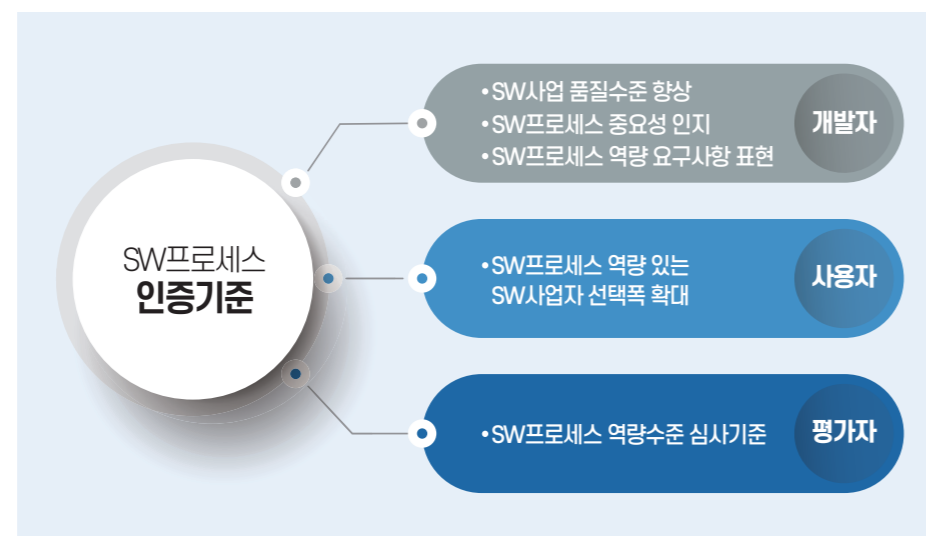 SW프로세스
인증기준
•SW사업 품질수준 향상
•SW프로세스 중요성 인지
•SW프로세스 역량 요구사항 표현
개발자
•SW프로세스 역량 있는
SW사업자 선택폭 확대
사용자
•SW프로세스 역량수준 심사기준
평가자